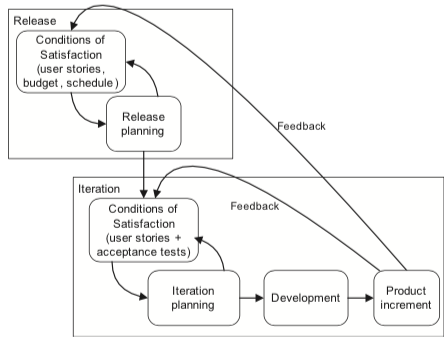 Release
Conditions of
Satisfaction
(user stories,
budget, schedule)
Release
planning
Feedback
Iteration
Conditions of
Satisfaction
(user stories +
acceptance tests)
Feedback
Iteration
planning
Development
Product
increment